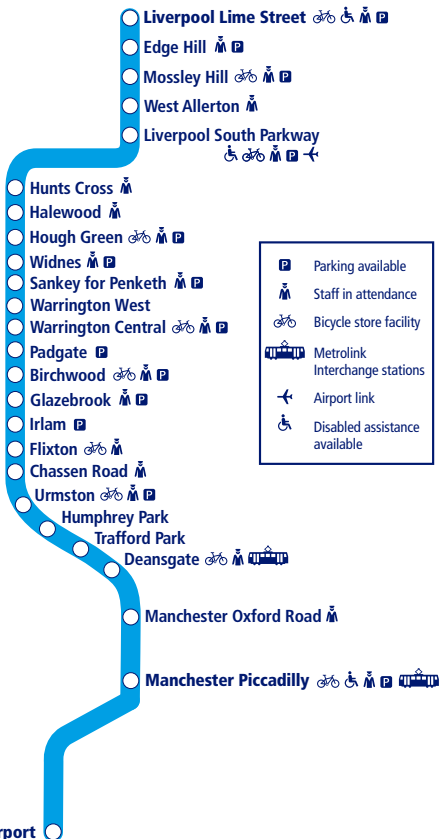 Liverpool Lime Street P
Edge Hill P
Mossley Hill P
West Allerton
Liverpool South Parkway
P
Hunts Cross
Halewood
Hough Green P
Widnes P
Sankey for Penketh P
Warrington West
Warrington Central P
Padgate P
Birchwood P
Glazebrook P
Irlam P
Flixton
Chassen Road
Urmston P
Humphrey Park
Trafford Park
Deansgate
Manchester Oxford Road
Manchester Piccadilly P
rport
P Parking available
Staff in attendance
Bicycle store facility
Metrolink
Interchange stations
Airport link
Disabled assistance
available